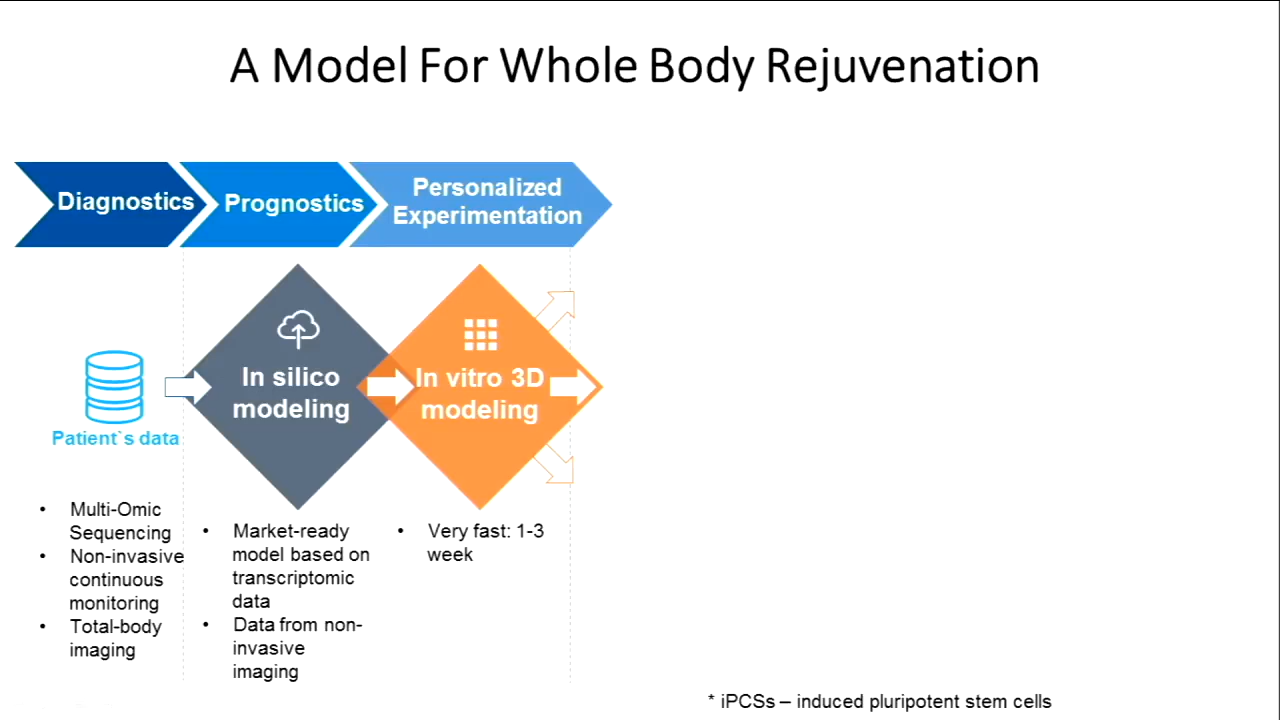 A Model For Whole Body Rejuvenation
Diagnostics
Prognostics
Personalized
Experimentation
In silico
modeling
In vitro 3D
modeling
Patient`s data
• Multi-Omic
Sequencing
• Non-invasive
continuous
monitoring
• Total-body
imaging
• Market-ready
model based on
transcriptomic
data
• Data from non-
invasive
imaging
• Very fast: 1-3
week
* iPCSs – induced pluripotent stem cells